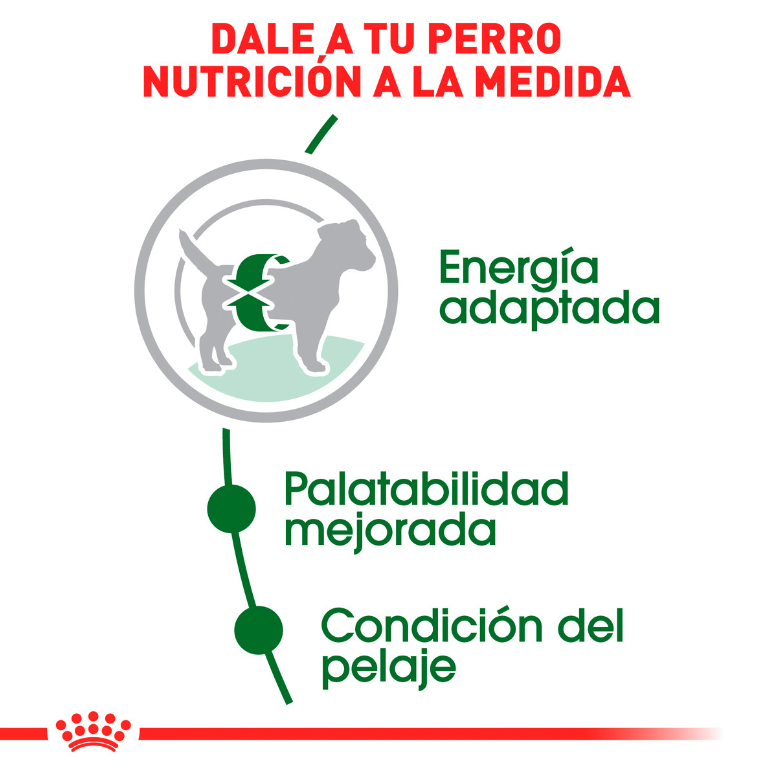 DALE A TU PERRO
NUTRICIÓN A LA MEDIDA
Energía
adaptada
Palatabilidad
mejorada
Condición del
pelaje